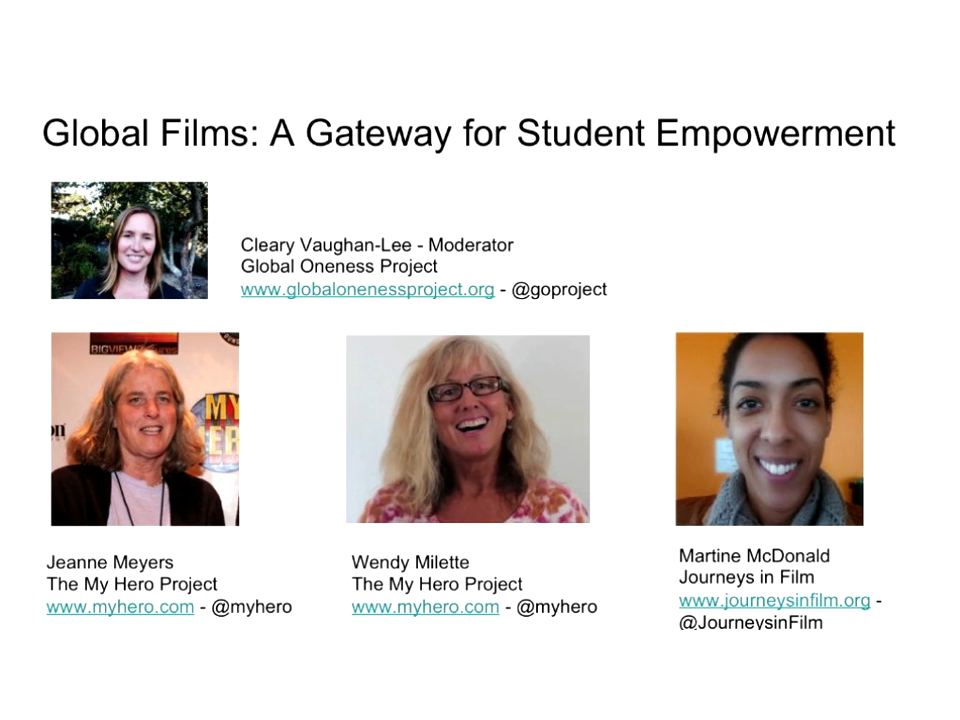 Global Films: A Gateway for Student Empowerment
Cleary Vaughan-Lee - Moderator
Global Oneness Project
www.globalonenessproject.org - @goproject
BIGVIEW
MY
Jeanne Meyers
The My Hero Project
www.myhero.com - @myhero
Wendy Milette
The My Hero Project
www.myhero.com - @myhero
Martine McDonald
Journeys in Film
www.journeysinfilm.org -
@JourneysinFilm